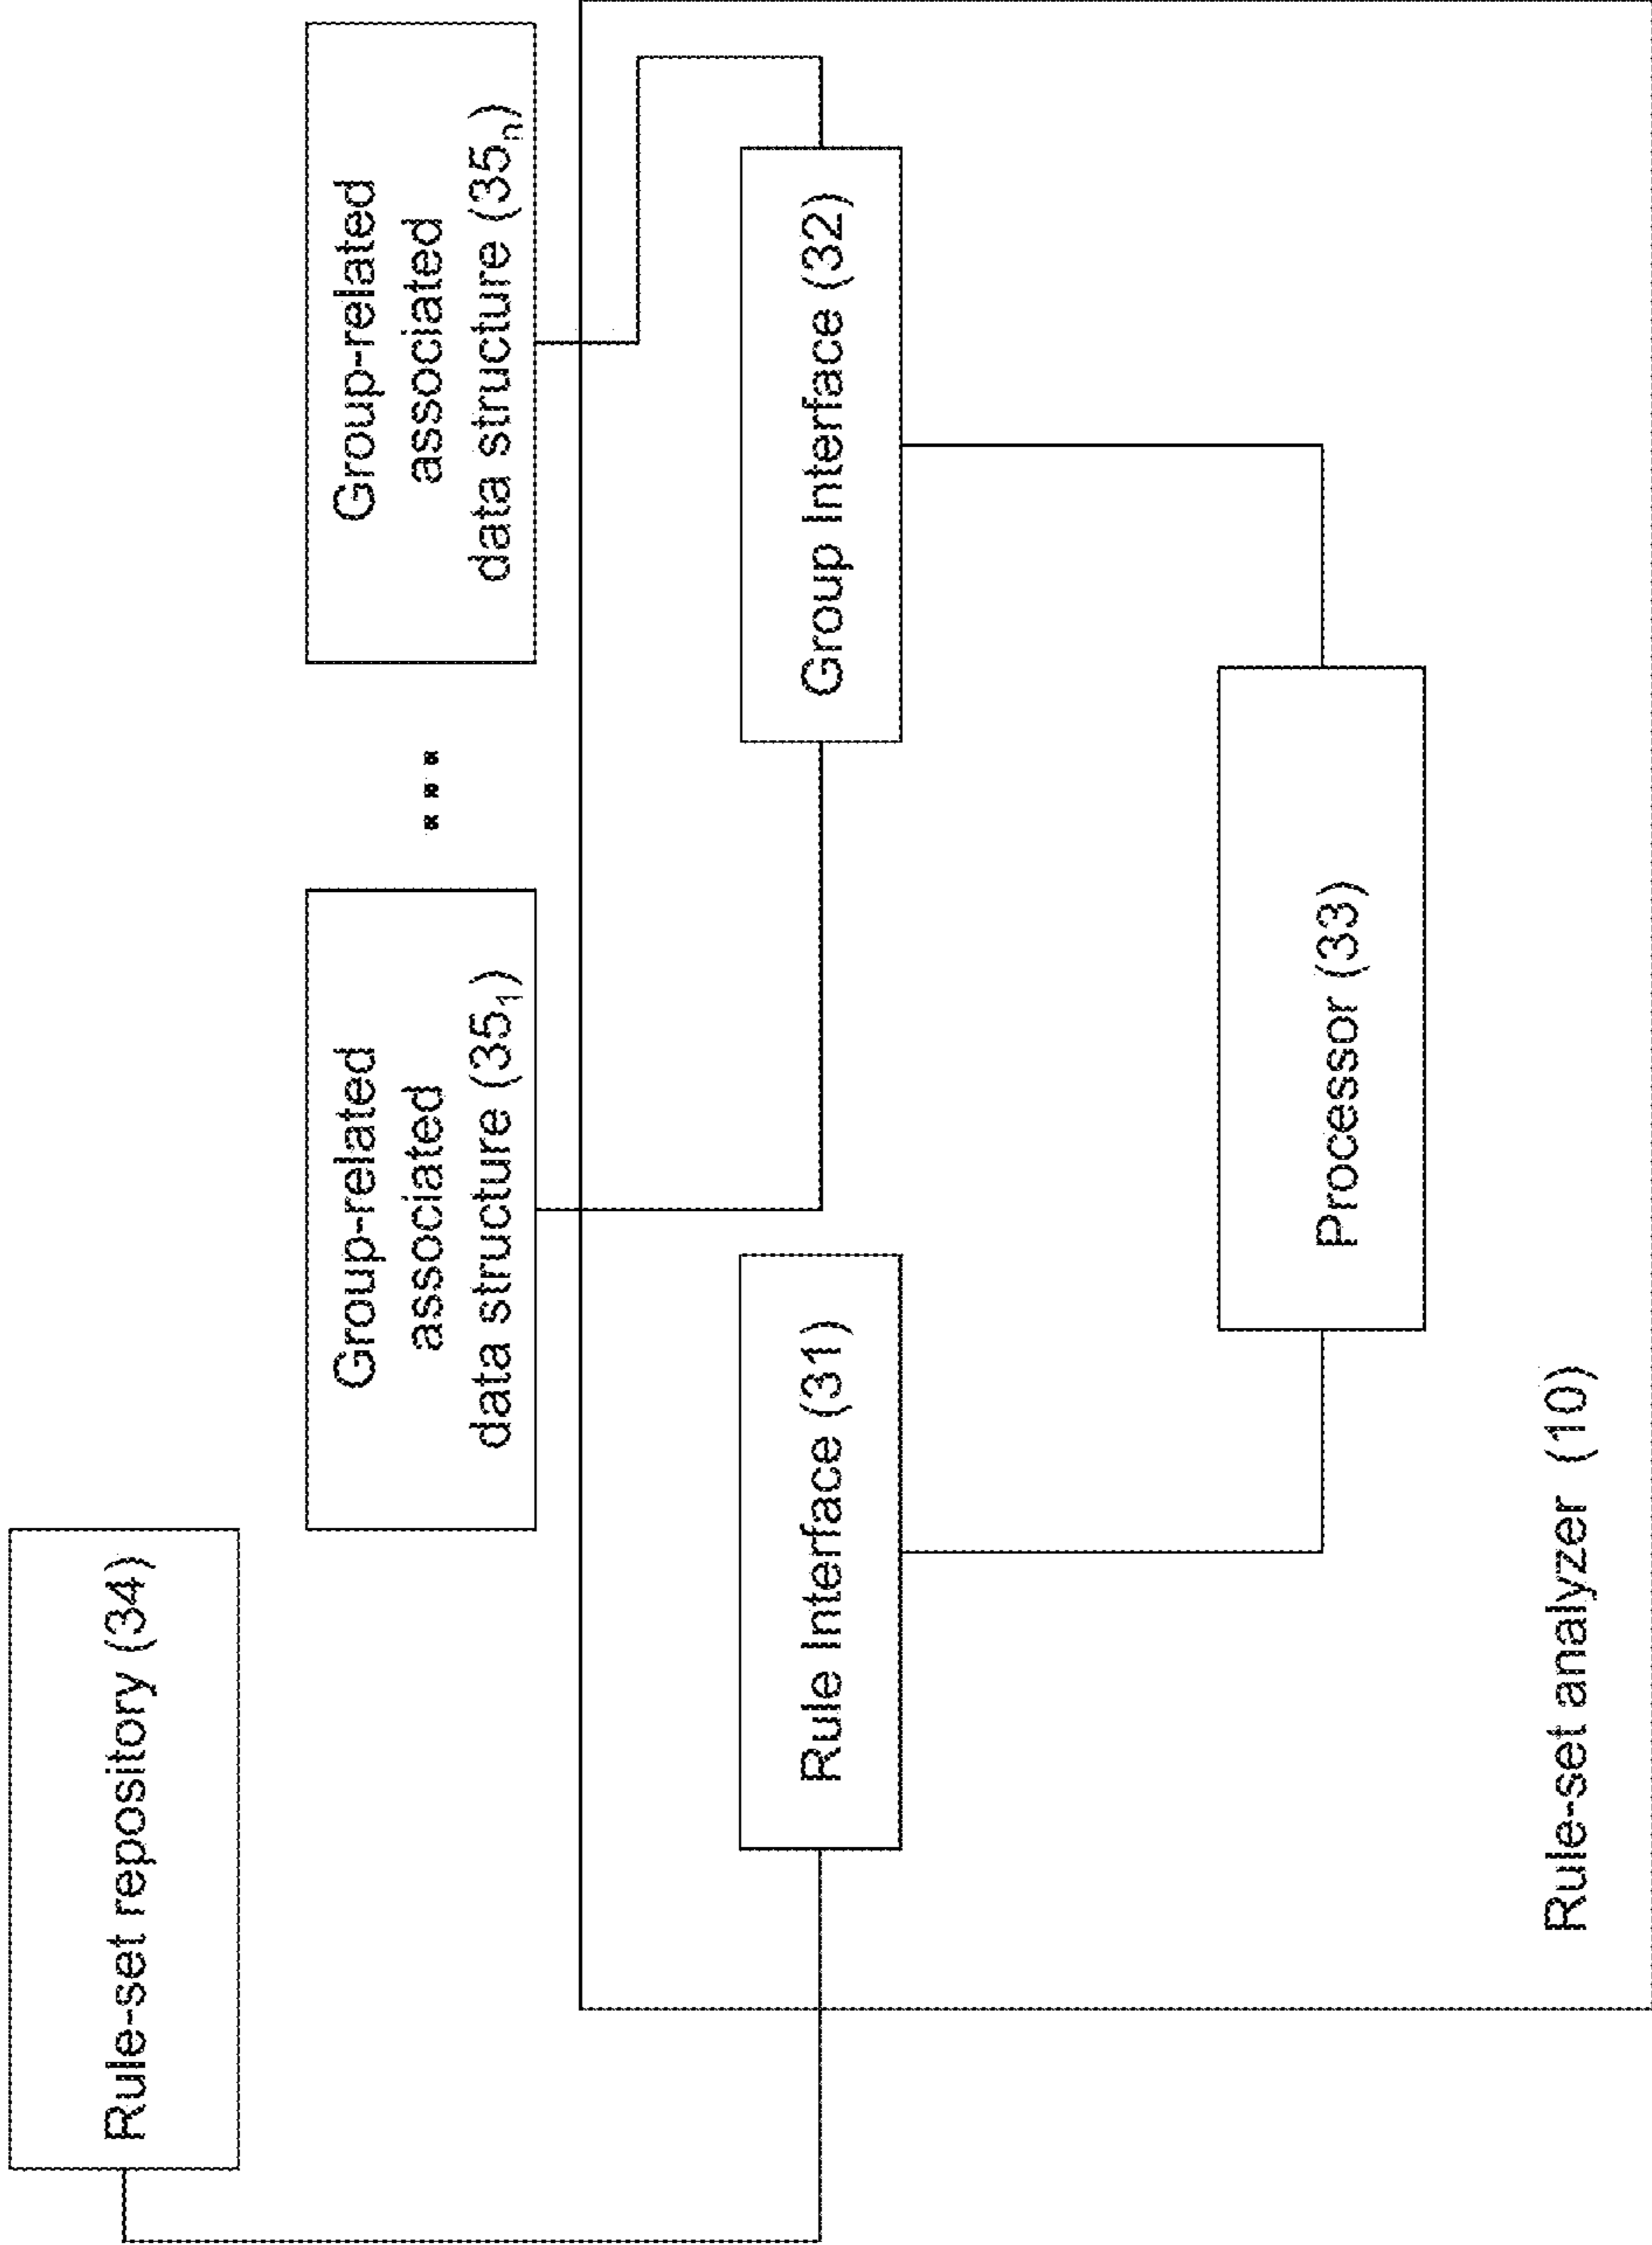 Rule-set repository (34)
Group-related
associated
data structure (35₁)
Group-related
associated
data structure (35ₙ)
Rule Interface (31)
Group Interface (32)
Processor (33)
Rule-set analyzer (10)